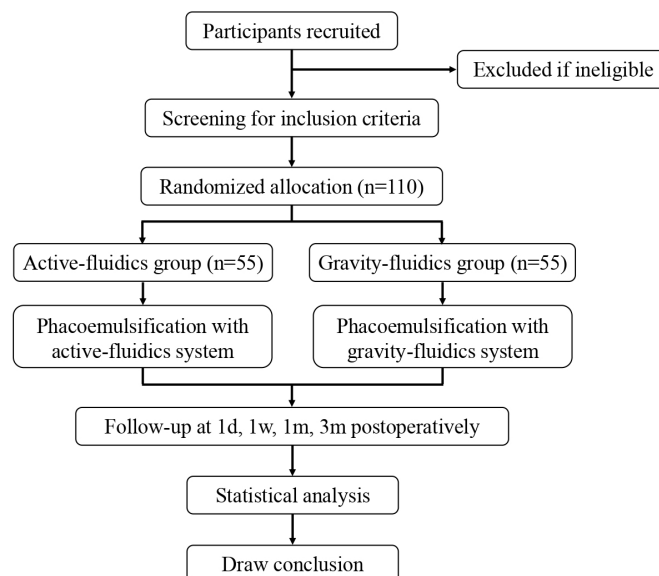 Participants recruited
Excluded if ineligible
Screening for inclusion criteria
Randomized allocation (n=110)
Active-fluidics group (n=55)
Gravity-fluidics group (n=55)
Phacoemulsification with
active-fluidics system
Phacoemulsification with
gravity-fluidics system
Follow-up at 1d, 1w, 1m, 3m postoperatively
Statistical analysis
Draw conclusion